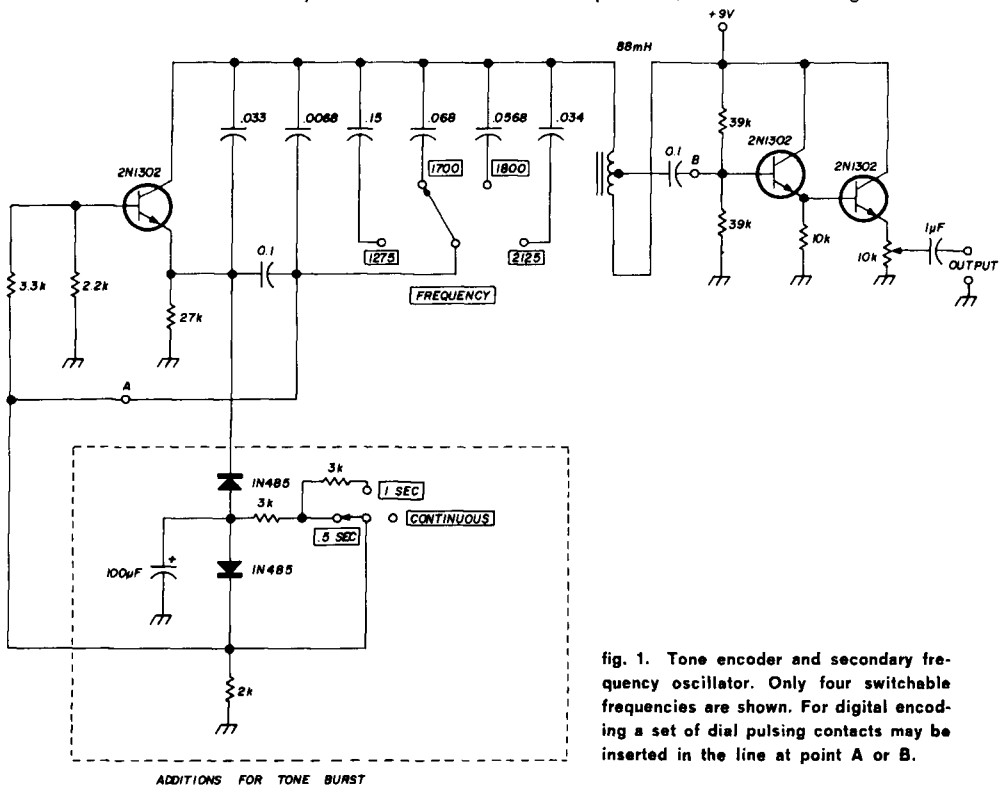 +9V
88mH
.033
.0068
.15
.068
.0568
.034
39k
2N1302
2N1302
0.1
B
2N1302
1700
1800
39k
10k
10k
1µF
OUTPUT
0.1
1275
2125
3.3k
2.2k
27k
FREQUENCY
A
3k
1N485
1 SEC
3k
CONTINUOUS
.5 SEC
100µF
+
1N485
2k
fig. 1. Tone encoder and secondary fre-
quency oscillator. Only four switchable
frequencies are shown. For digital encod-
ing a set of dial pulsing contacts may be
inserted in the line at point A or B.
ADDITIONS FOR TONE BURST